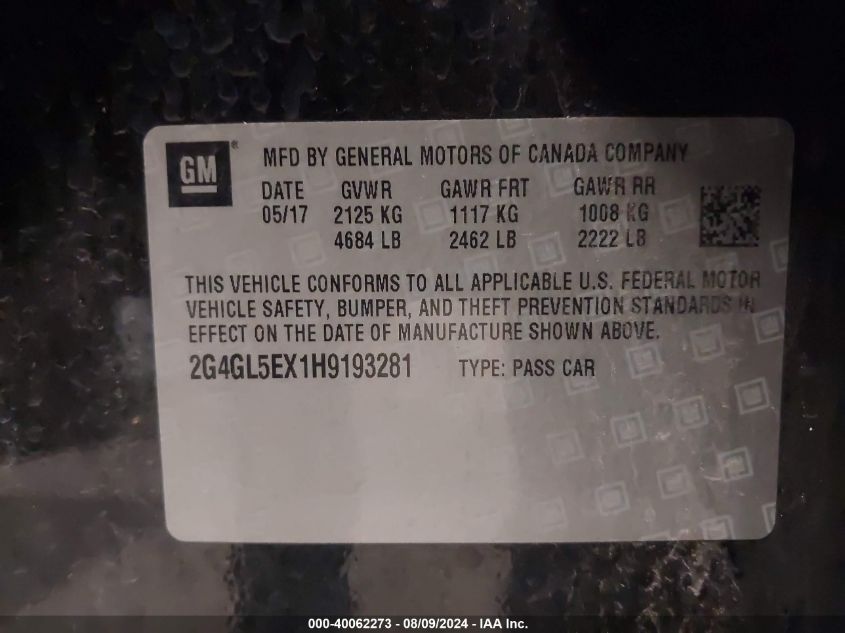 GM®
MFD BY GENERAL MOTORS OF CANADA COMPANY
DATE GVWR GAWR FRT GAWR RR
05/17 2125 KG 1117 KG 1008 KG
4684 LB 2462 LB 2222 LB
THIS VEHICLE CONFORMS TO ALL APPLICABLE U.S. FEDERAL MOTOR
VEHICLE SAFETY, BUMPER, AND THEFT PREVENTION STANDARDS IN
EFFECT ON THE DATE OF MANUFACTURE SHOWN ABOVE.
2G4GL5EX1H9193281 TYPE: PASS CAR
000-40062273 - 08/09/2024 - IAA Inc.